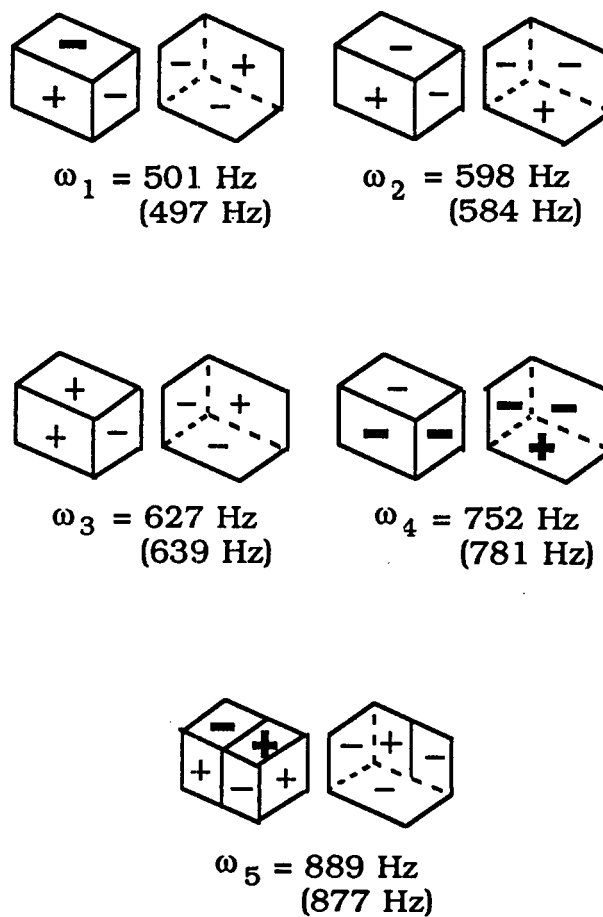 − + − − + −
ω₁ = 501 Hz
(497 Hz)
− + − − − +
ω₂ = 598 Hz
(584 Hz)
+ + − − + −
ω₃ = 627 Hz
(639 Hz)
− − − − − +
ω₄ = 752 Hz
(781 Hz)
− + + − + − + − −
ω₅ = 889 Hz
(877 Hz)